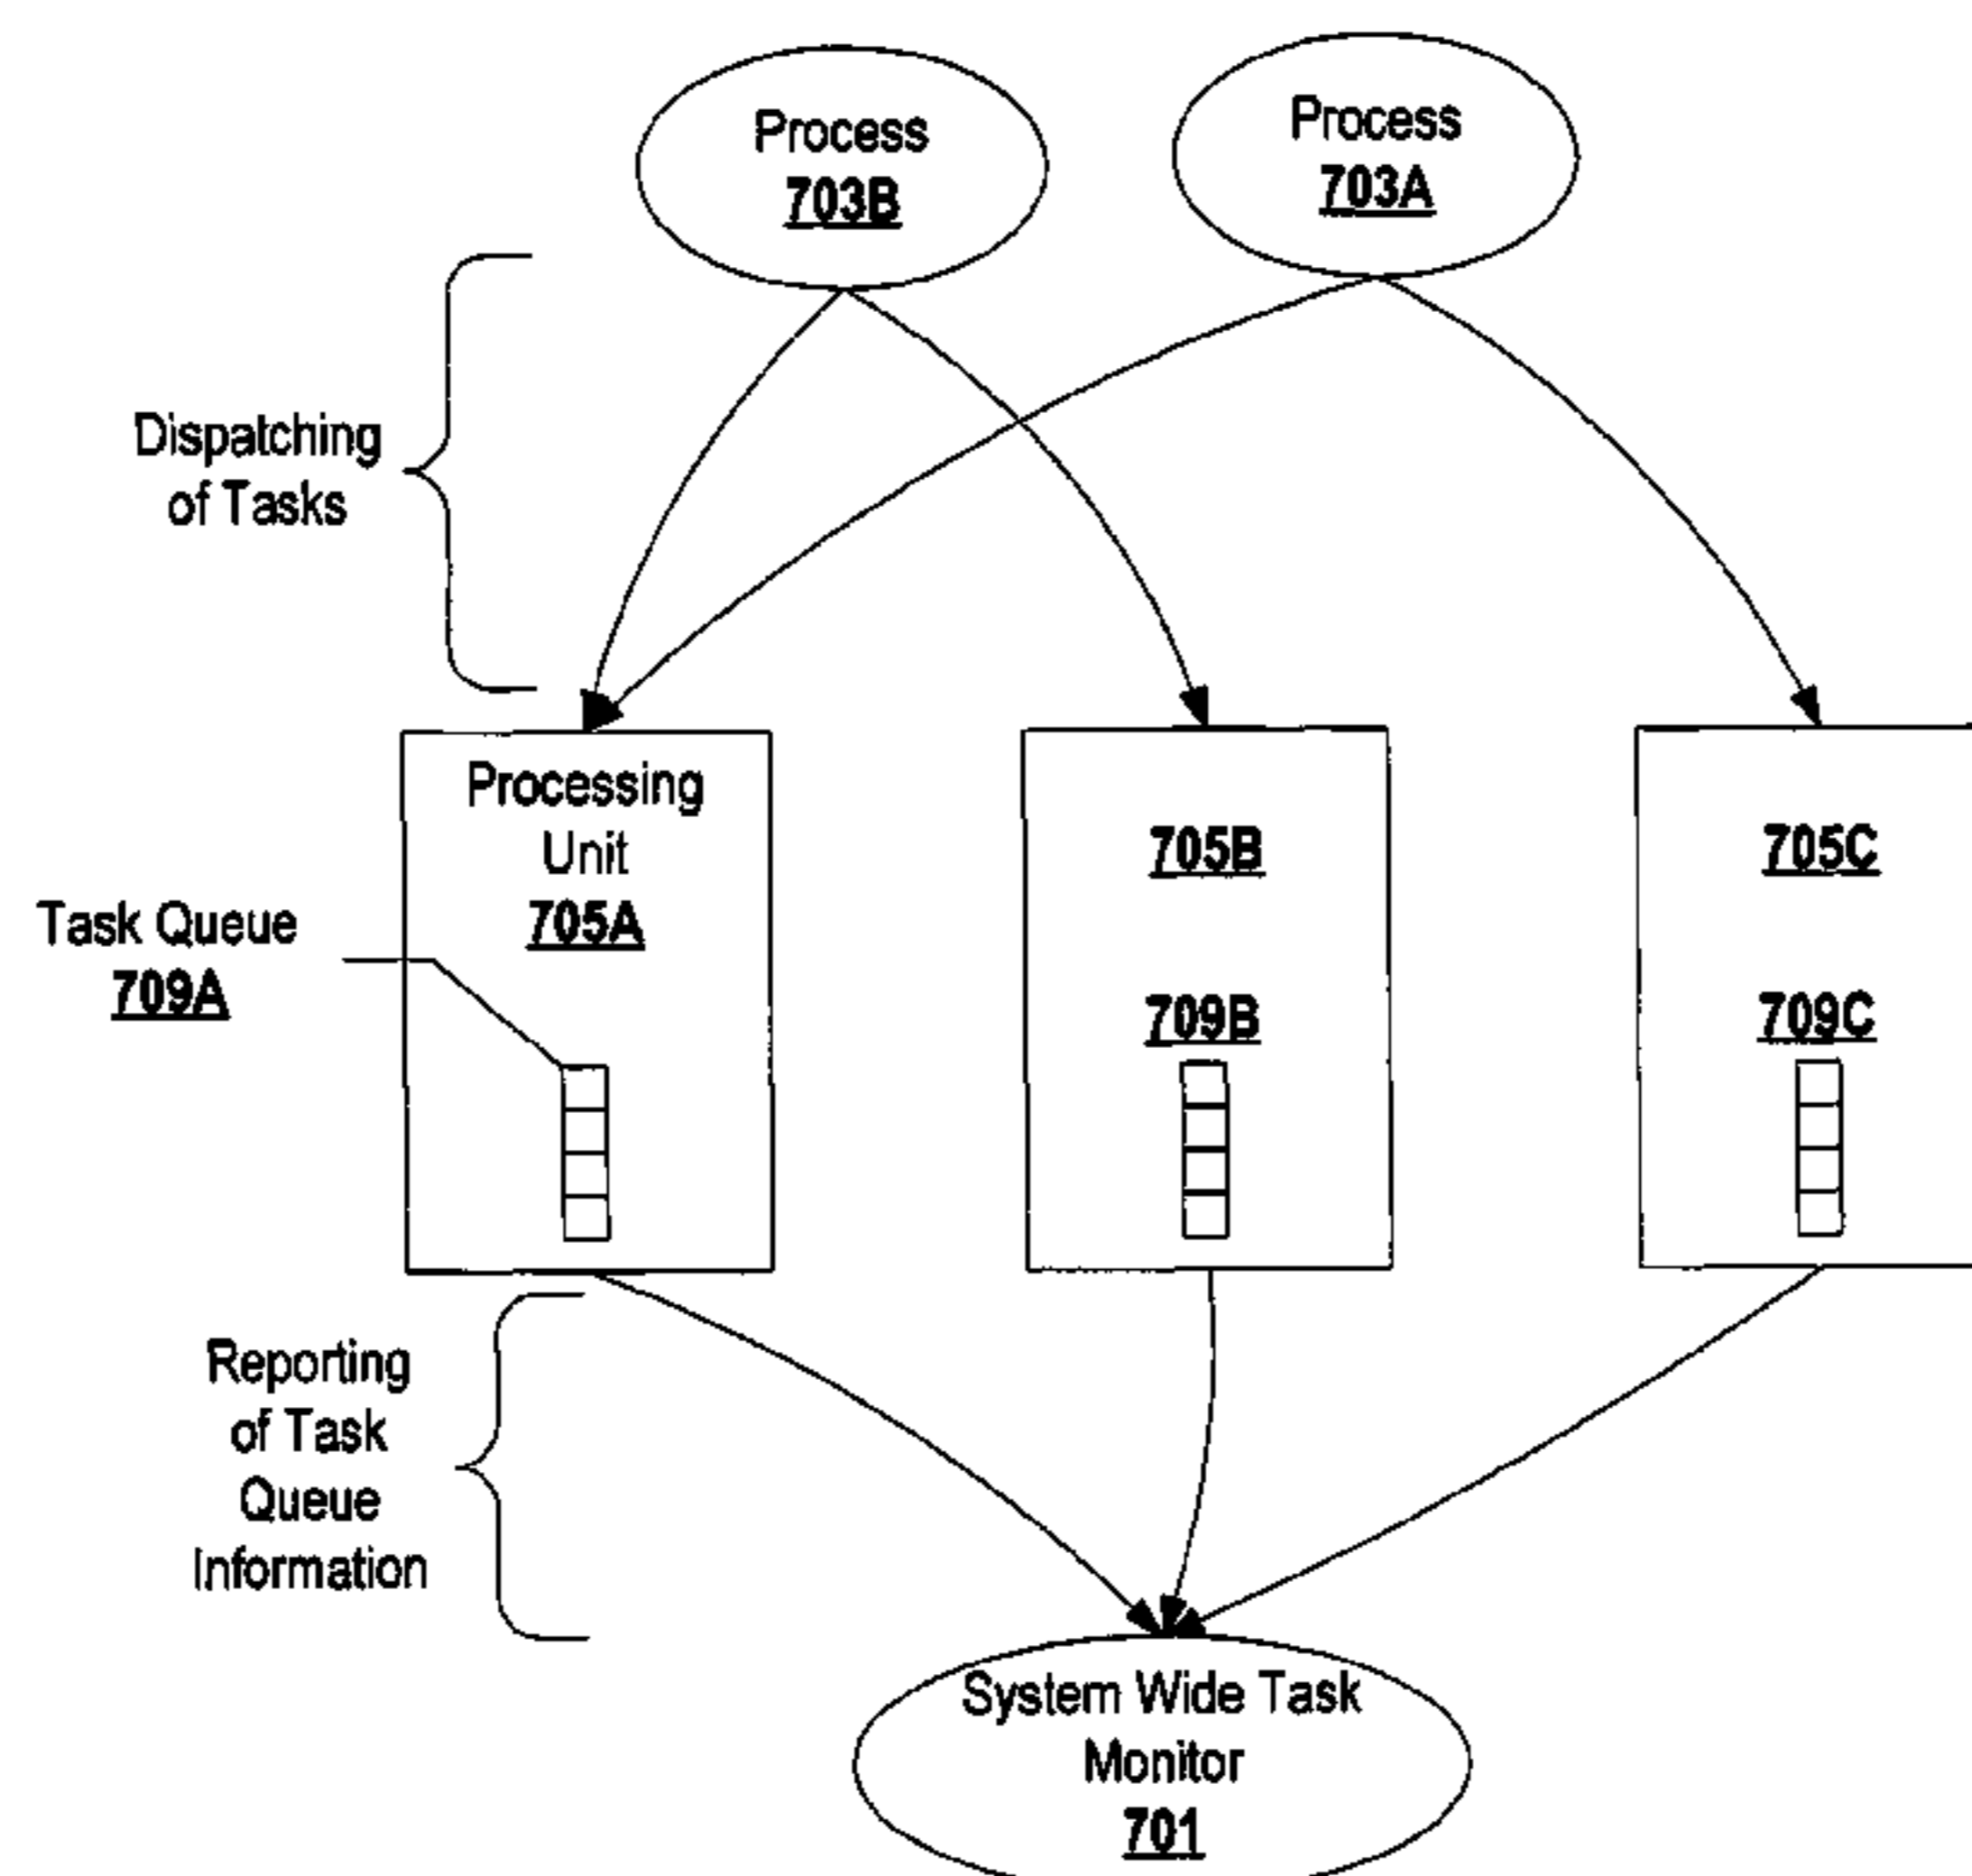 Process
703B
Process
703A
Dispatching
of Tasks
Processing
Unit
705A
705B
705C
Task Queue
709A
709B
709C
Reporting
of Task
Queue
Information
System Wide Task
Monitor
701